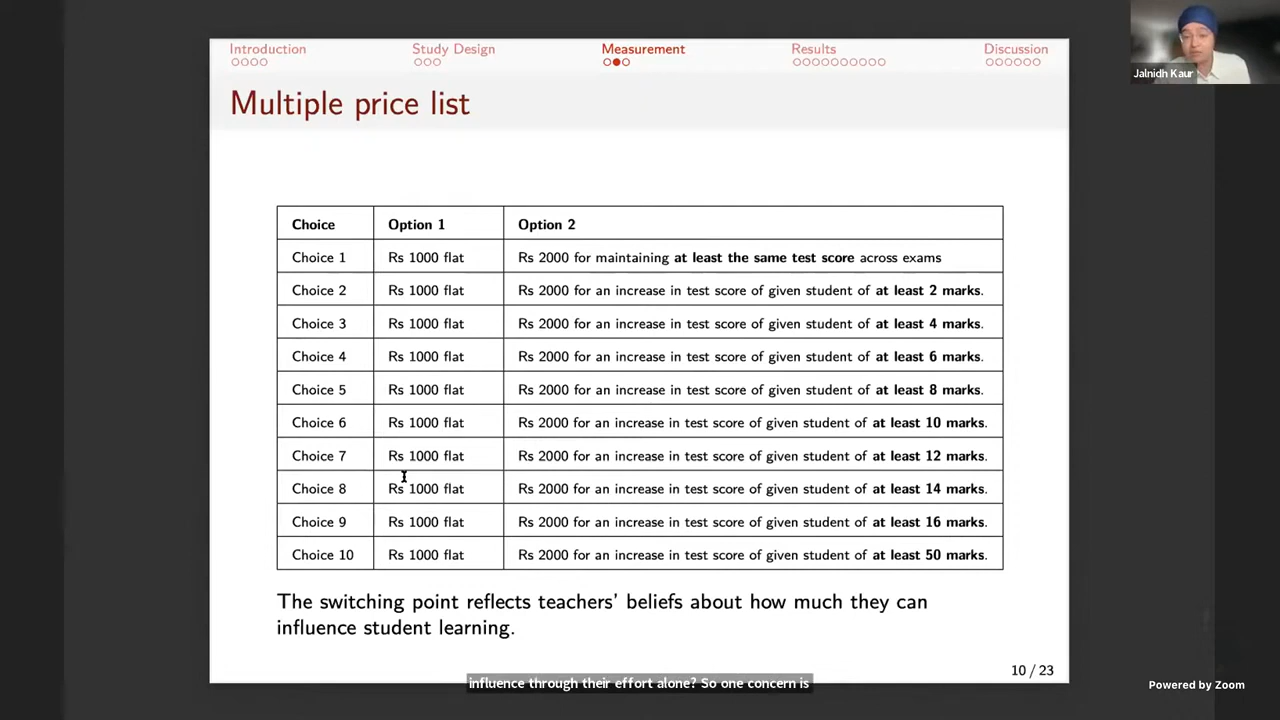 Introduction Study Design Measurement Results Discussion
Multiple price list
Choice Option 1 Option 2
Choice 1 Rs 1000 flat Rs 2000 for maintaining at least the same test score across exams
Choice 2 Rs 1000 flat Rs 2000 for an increase in test score of given student of at least 2 marks.
Choice 3 Rs 1000 flat Rs 2000 for an increase in test score of given student of at least 4 marks.
Choice 4 Rs 1000 flat Rs 2000 for an increase in test score of given student of at least 6 marks.
Choice 5 Rs 1000 flat Rs 2000 for an increase in test score of given student of at least 8 marks.
Choice 6 Rs 1000 flat Rs 2000 for an increase in test score of given student of at least 10 marks.
Choice 7 Rs 1000 flat Rs 2000 for an increase in test score of given student of at least 12 marks.
Choice 8 Rs 1000 flat Rs 2000 for an increase in test score of given student of at least 14 marks.
Choice 9 Rs 1000 flat Rs 2000 for an increase in test score of given student of at least 16 marks.
Choice 10 Rs 1000 flat Rs 2000 for an increase in test score of given student of at least 50 marks.
The switching point reflects teachers' beliefs about how much they can
influence student learning.
10 / 23
influence through their effort alone? So one concern is
Jalnidh Kaur
Powered by Zoom